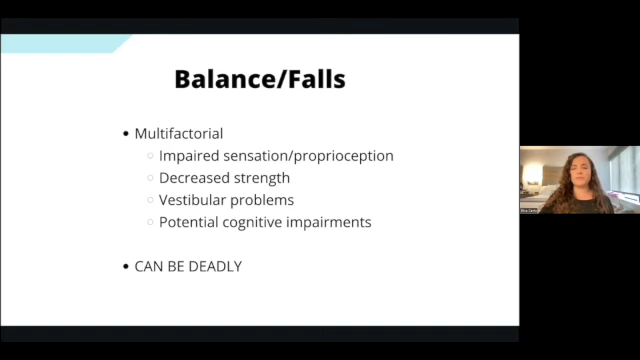 Balance/Falls
Multifactorial
Impaired sensation/proprioception
Decreased strength
Vestibular problems
Potential cognitive impairments
CAN BE DEADLY